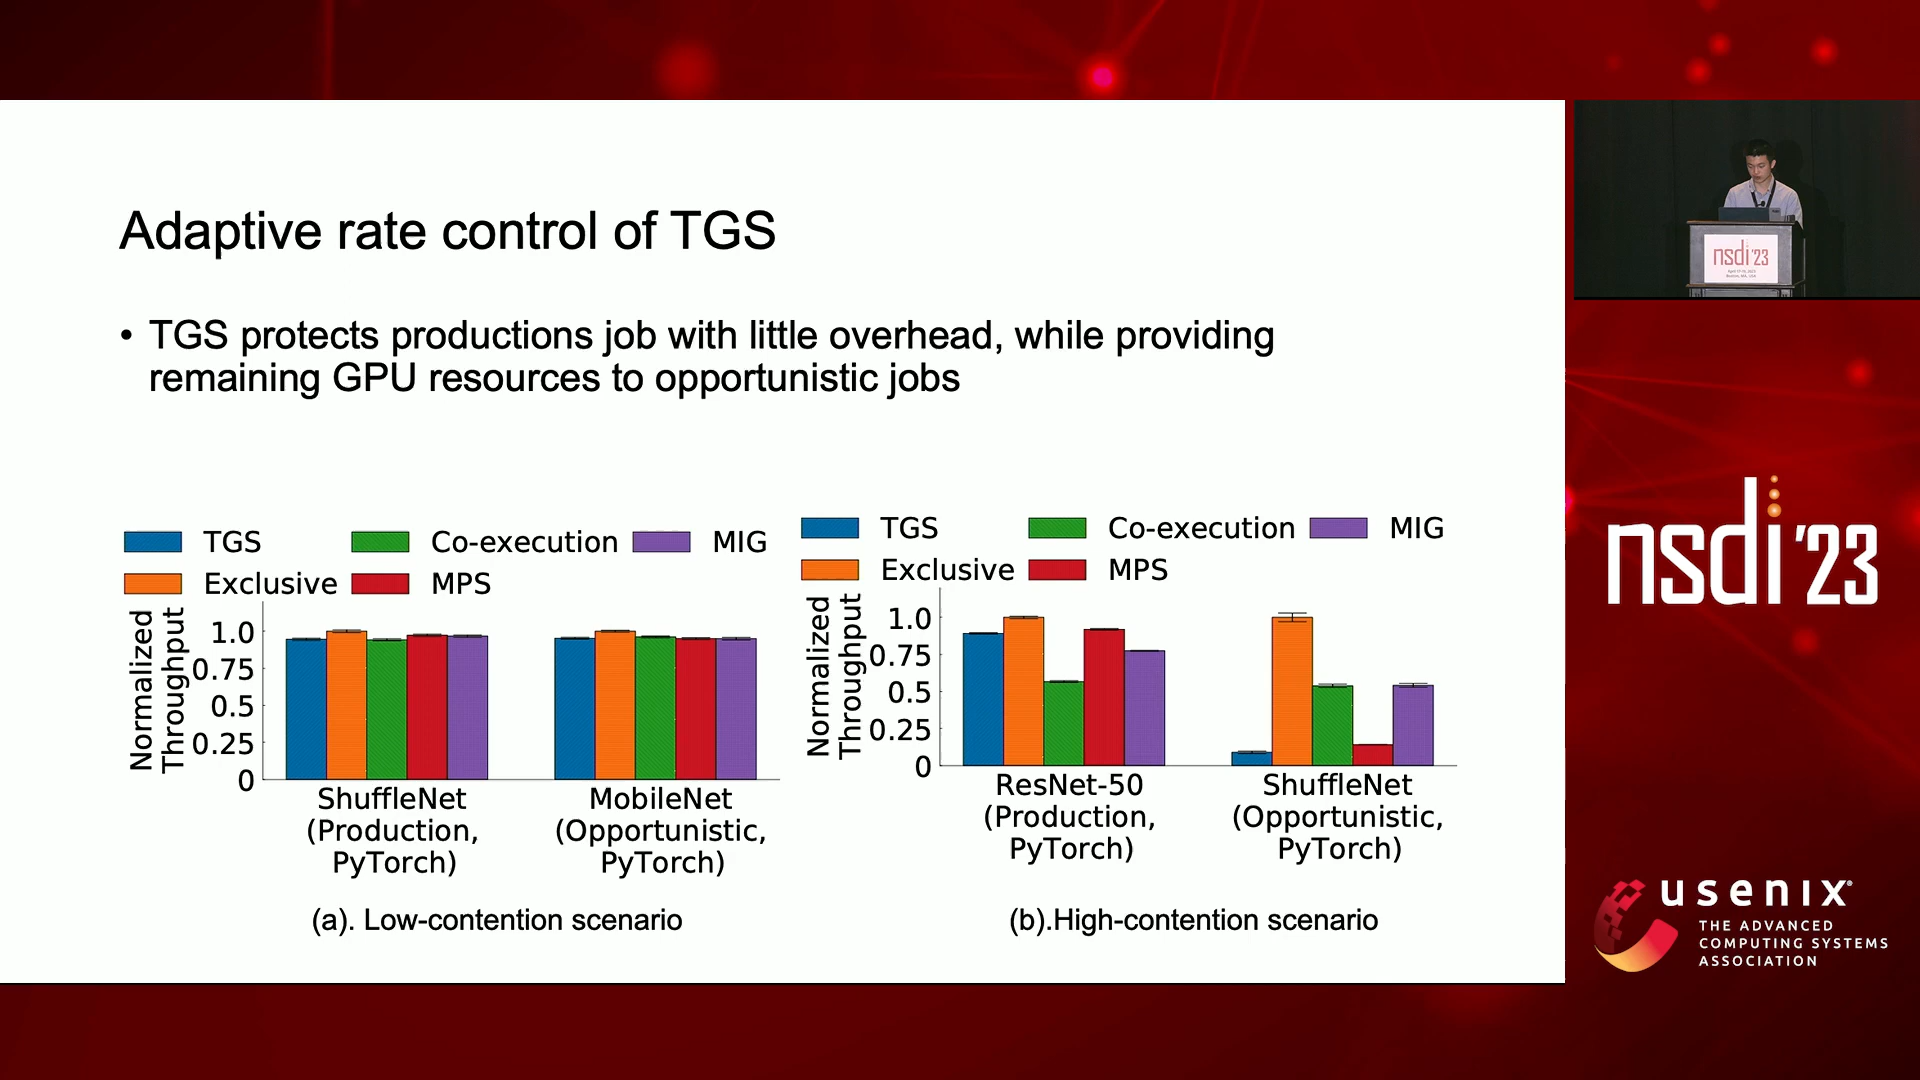 Adaptive rate control of TGS
• TGS protects productions job with little overhead, while providing
remaining GPU resources to opportunistic jobs
TGS
Co-execution
MIG
Exclusive
MPS
Normalized
Throughput
1.0
0.75
0.5
0.25
0
ShuffleNet
(Production,
PyTorch)
MobileNet
(Opportunistic,
PyTorch)
(a). Low-contention scenario
TGS
Co-execution
MIG
Exclusive
MPS
Normalized
Throughput
1.0
0.75
0.5
0.25
0
ResNet-50
(Production,
PyTorch)
ShuffleNet
(Opportunistic,
PyTorch)
(b).High-contention scenario
nsdi '23
nsdi '23
usenix®
THE ADVANCED
COMPUTING SYSTEMS
ASSOCIATION